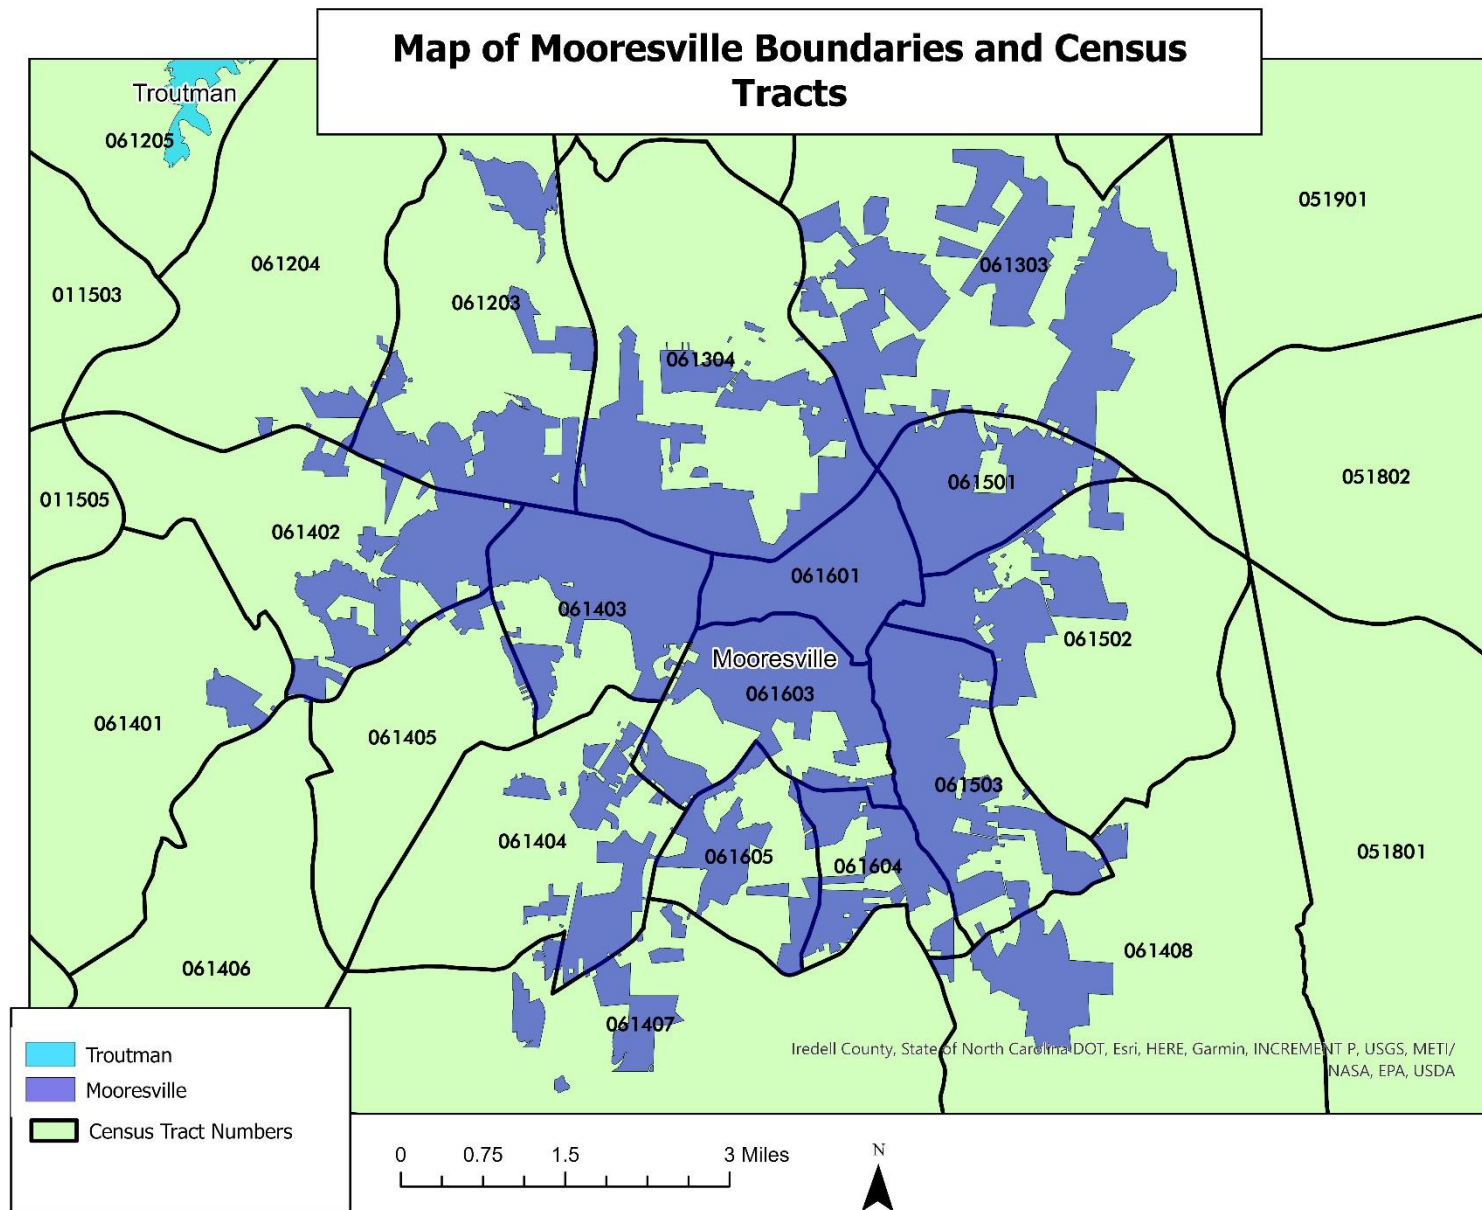 Map of Mooresville Boundaries and Census
Tracts
Troutman
061205
051901
061204
061303
011503
061203
061304
051802
061501
011505
061402
061601
061403
061502
Mooresville
061603
061401
061405
061503
061404
051801
061605
061604
061408
061406
061407
Iredell County, State of North Carolina DOT, Esri, HERE, Garmin, INCREMENT P, USGS, METI/
NASA, EPA, USDA
Troutman
Mooresville
Census Tract Numbers
0 0.75 1.5 3 Miles
N